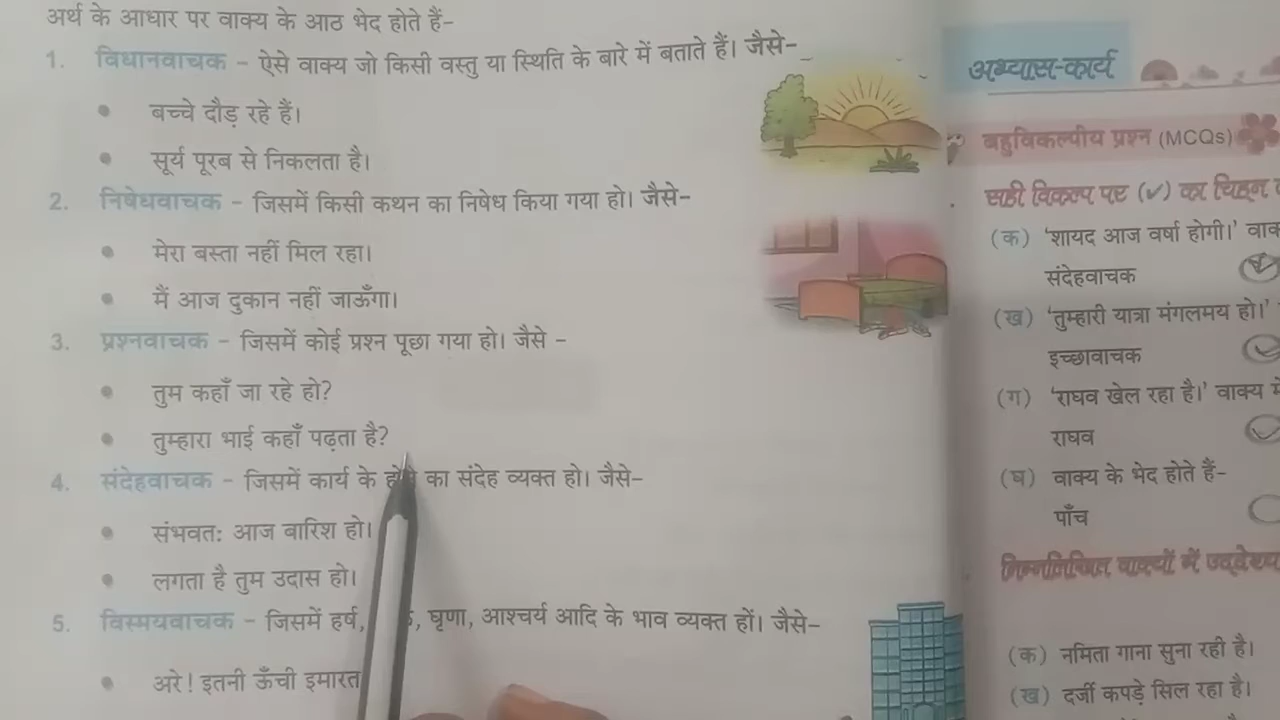 अर्थ के आधार पर वाक्य के आठ भेद होते हैं-
1. विधानवाचक - ऐसे वाक्य जो किसी वस्तु या स्थिति के बारे में बताते हैं। जैसे-
• बच्चे दौड़ रहे हैं।
• सूर्य पूरब से निकलता है।
2. निषेधवाचक - जिसमें किसी कथन का निषेध किया गया हो। जैसे-
• मेरा बस्ता नहीं मिल रहा।
• मैं आज दुकान नहीं जाऊँगा।
3. प्रश्नवाचक - जिसमें कोई प्रश्न पूछा गया हो। जैसे -
• तुम कहाँ जा रहे हो?
• तुम्हारा भाई कहाँ पढ़ता है?
4. संदेहवाचक - जिसमें कार्य के का संदेह व्यक्त हो। जैसे-
• संभवतः आज बारिश हो।
• लगता है तुम उदास हो।
5. विस्मयवाचक - जिसमें हर्ष, घृणा, आश्चर्य आदि के भाव व्यक्त हों। जैसे-
• अरे! इतनी ऊँची इमारत
अभ्यास-कार्य
बहुविकल्पीय प्रश्न (MCQs)
सही विकल्प पर (✓) का चिह्न
(क) 'शायद आज वर्षा होगी।'
संदेहवाचक
(ख) 'तुम्हारी यात्रा मंगलमय हो।'
इच्छावाचक
(ग) 'राघव खेल रहा है।' वाक्य में
राघव
(घ) वाक्य के भेद होते हैं-
पाँच
निम्नलिखित वाक्यों में उद्देश्य
(क) नमिता गाना सुना रही है।
(ख) दर्जी कपड़े सिल रहा है।